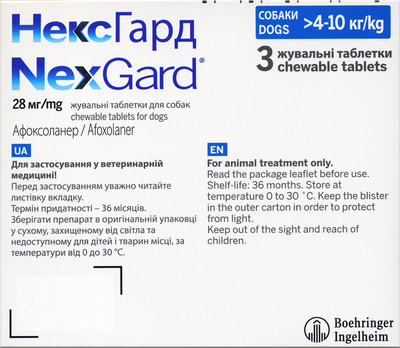 НексГард
NexGard®
28 мг/mg
жувальні таблетки для собак
chewable tablets for dogs
Афоксоланер / Afoxolaner
СОБАКИ
DOGS
>4-10 кг/kg
3 жувальні таблетки
chewable tablets
UA
Для застосування у ветеринарній
медицині!
Перед застосуванням уважно читайте
листівку вкладку.
Термін придатності – 36 місяців.
Зберігати препарат в оригінальній упаковці
у сухому, захищеному від світла та
недоступному для дітей і тварин місці, за
температури від 0 до 30 °C.
EN
For animal treatment only.
Read the package leaflet before use.
Shelf-life: 36 months. Store at
temperature 0 to 30 °C. Keep the blister
in the outer carton in order to protect
from light.
Keep out of the sight and reach of
children.
Boehringer
Ingelheim